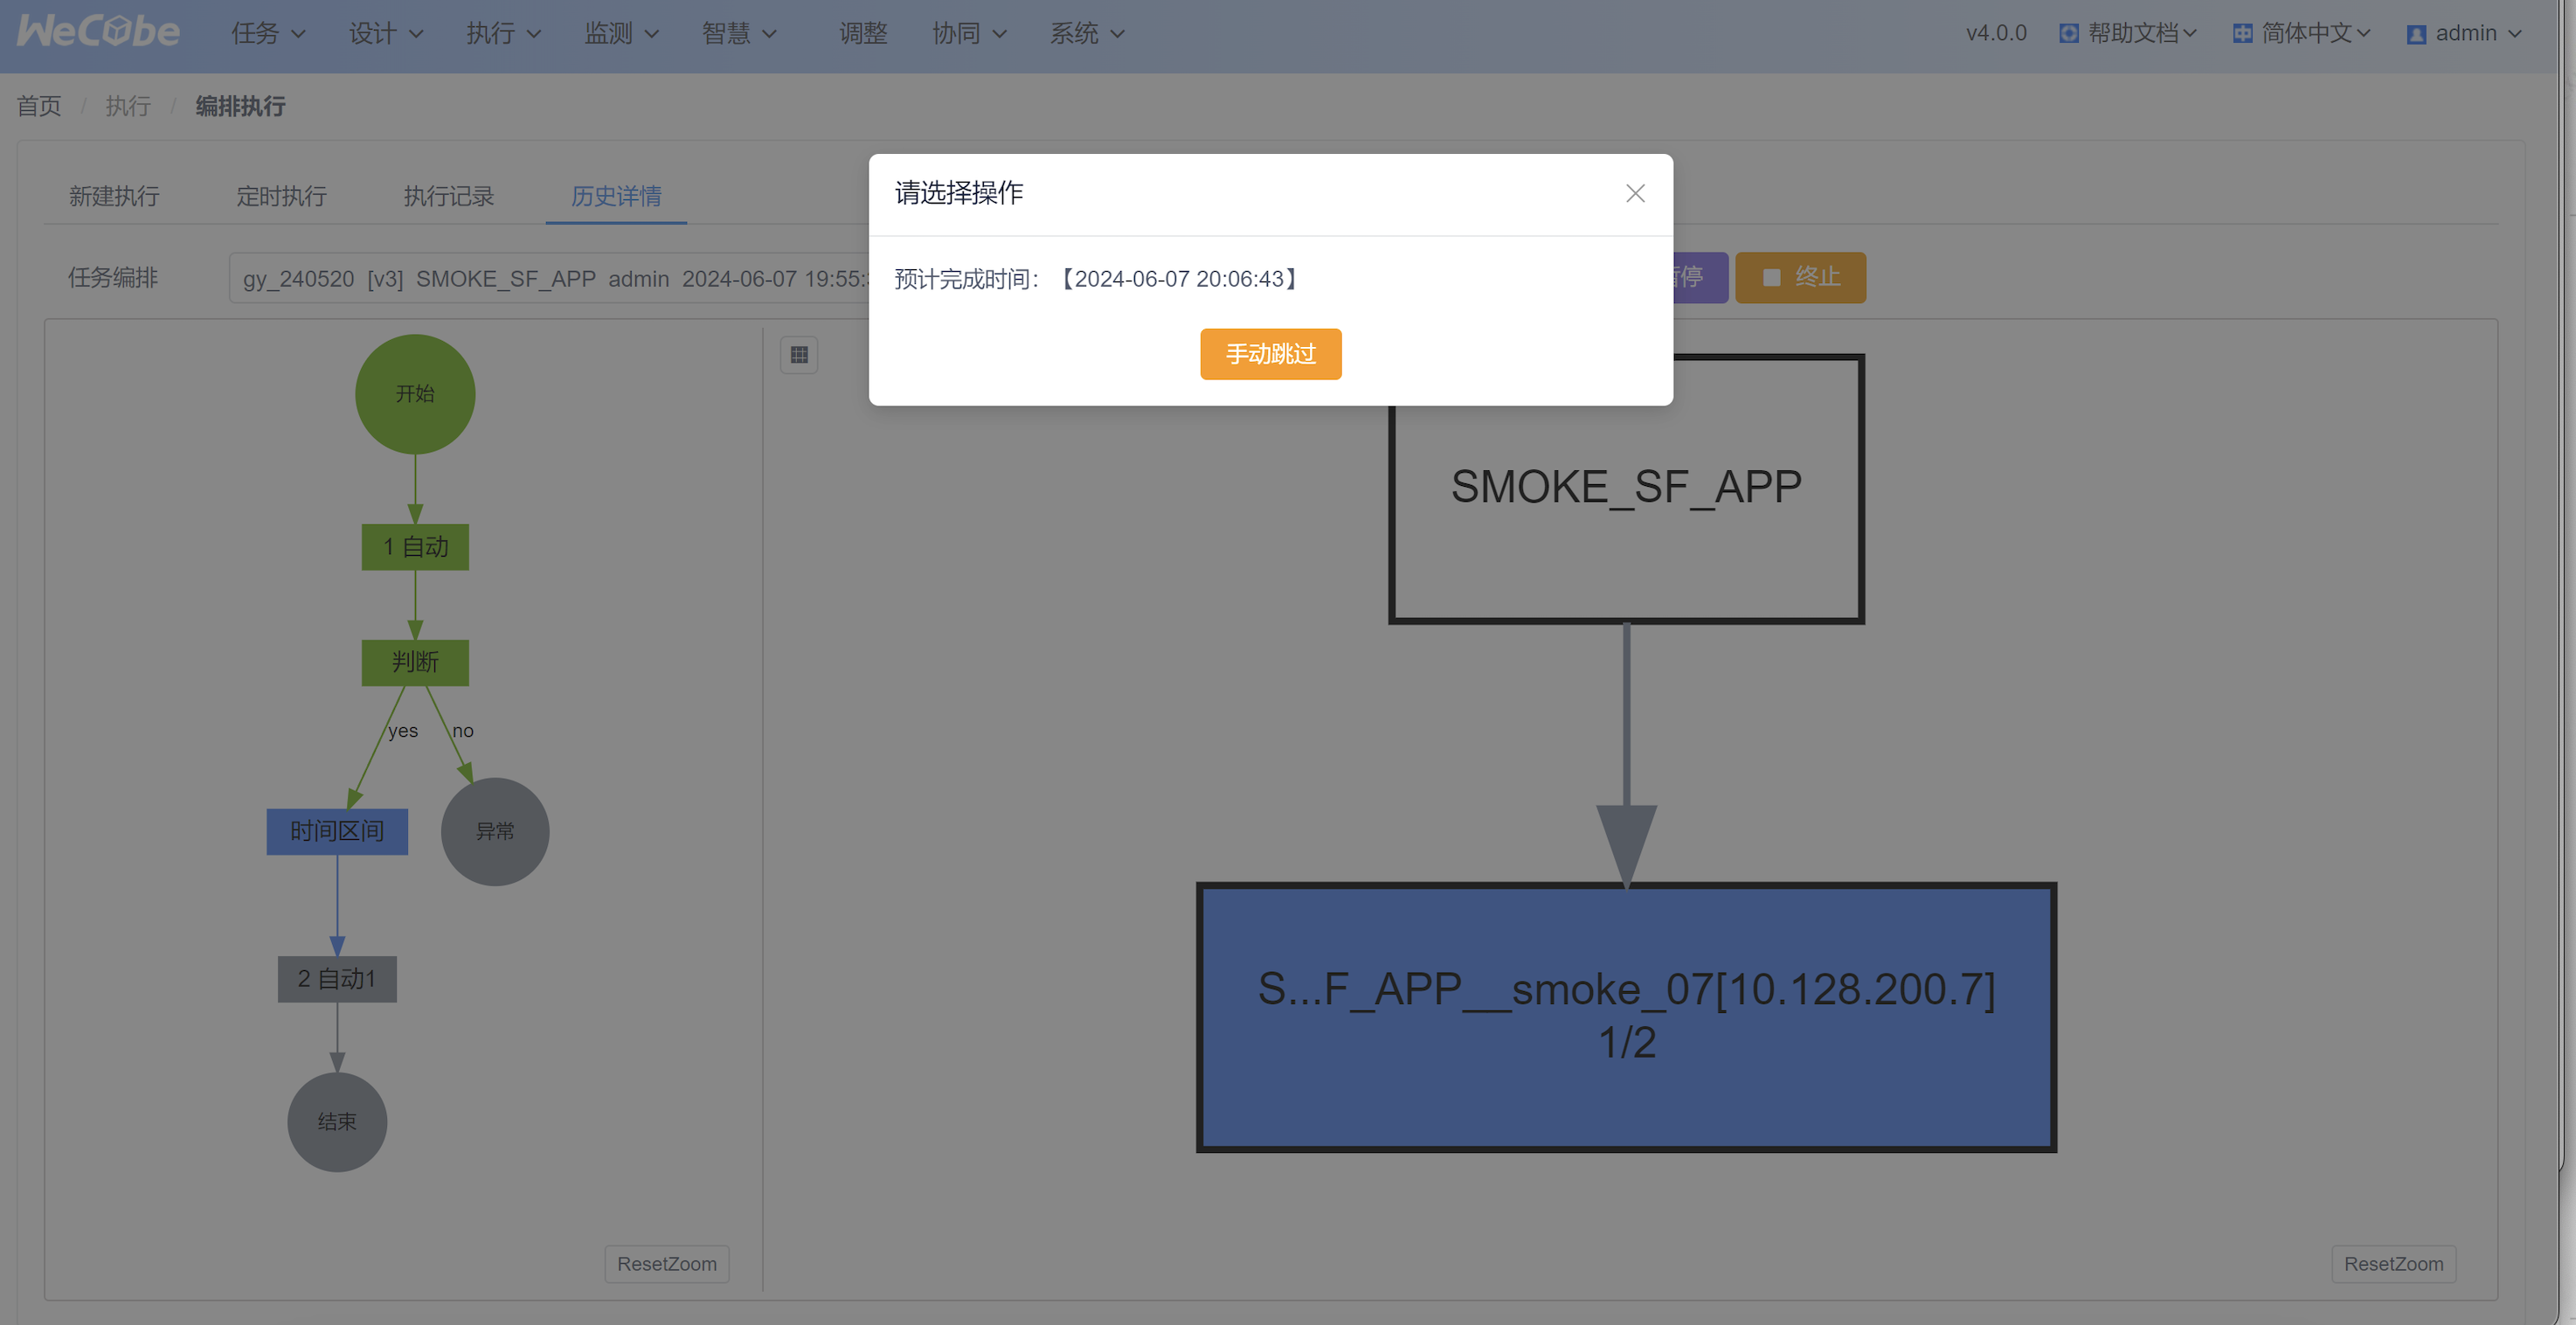 WeCube 任务 设计 执行 监测 智慧 调整 协同 系统 v4.0.0 帮助文档 简体中文 admin
首页 / 执行 / 编排执行
新建执行 定时执行 执行记录 历史详情
任务编排 gy_240520 [v3] SMOKE_SF_APP admin 2024-06-07 19:55: 终止
请选择操作
预计完成时间：【2024-06-07 20:06:43】
手动跳过
开始
1 自动
判断
yes no
时间区间 异常
2 自动1
结束
ResetZoom
SMOKE_SF_APP
S...F_APP__smoke_07[10.128.200.7]
1/2
ResetZoom